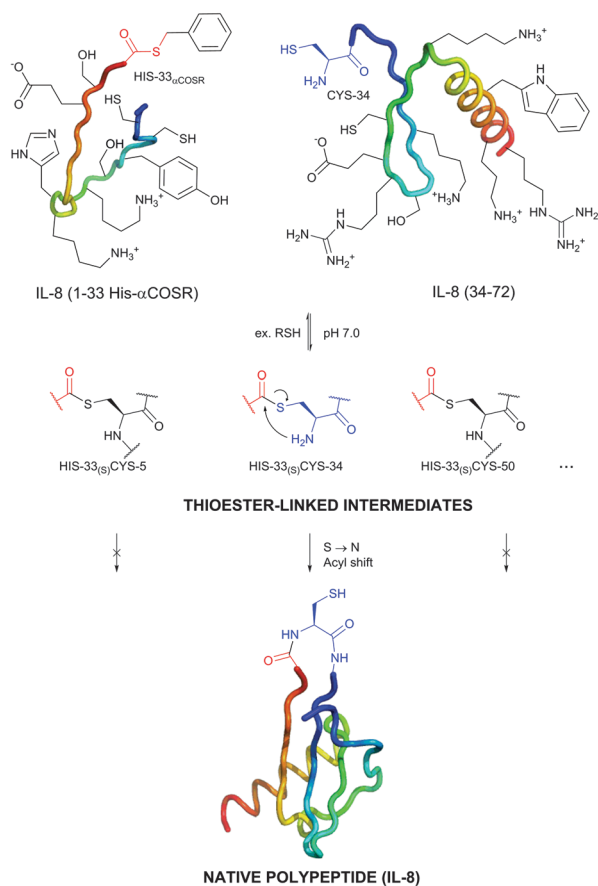 O
S
OH
HIS-33αCOSR
O⁻
O
SH
HS
SH
N
HN
OH
OH
NH₃⁺
NH₃⁺
IL-8 (1-33 His-αCOSR)
HS
O
H₂N
CYS-34
NH₃⁺
HS
O⁻
O
HN
NH
H₂N
NH₂⁺
HO
⁺H₃N
NH₃⁺
NH
NH₂
NH₂⁺
IL-8 (34-72)
ex. RSH
pH 7.0
O
S
O
HN
HIS-33(S)CYS-5
O
S
H₂N
O
HIS-33(S)CYS-34
O
S
O
HN
HIS-33(S)CYS-50
...
THIOESTER-LINKED INTERMEDIATES
S → N
Acyl shift
SH
HN
O
O
NH
NATIVE POLYPEPTIDE (IL-8)